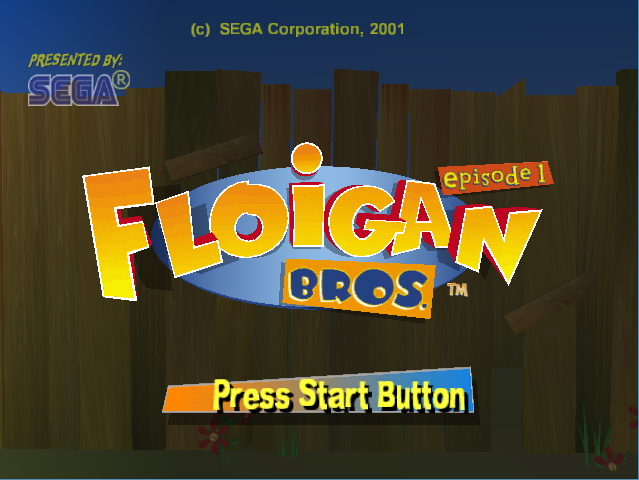 (c) SEGA Corporation, 2001
PRESENTED BY:
SEGA®
episode 1
FLOiGAN
BROS.™
Press Start Button